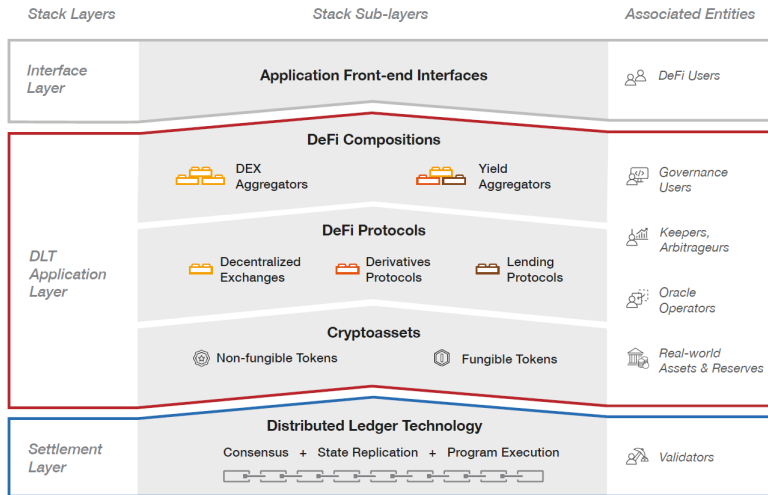 Stack Layers
Stack Sub-layers
Associated Entities
Interface
Layer
Application Front-end Interfaces
DeFi Users
DLT
Application
Layer
DeFi Compositions
DEX
Aggregators
Yield
Aggregators
DeFi Protocols
Decentralized
Exchanges
Derivatives
Protocols
Lending
Protocols
Cryptoassets
Non-fungible Tokens
Fungible Tokens
Governance
Users
Keepers,
Arbitrageurs
Oracle
Operators
Real-world
Assets & Reserves
Settlement
Layer
Distributed Ledger Technology
Consensus + State Replication + Program Execution
Validators